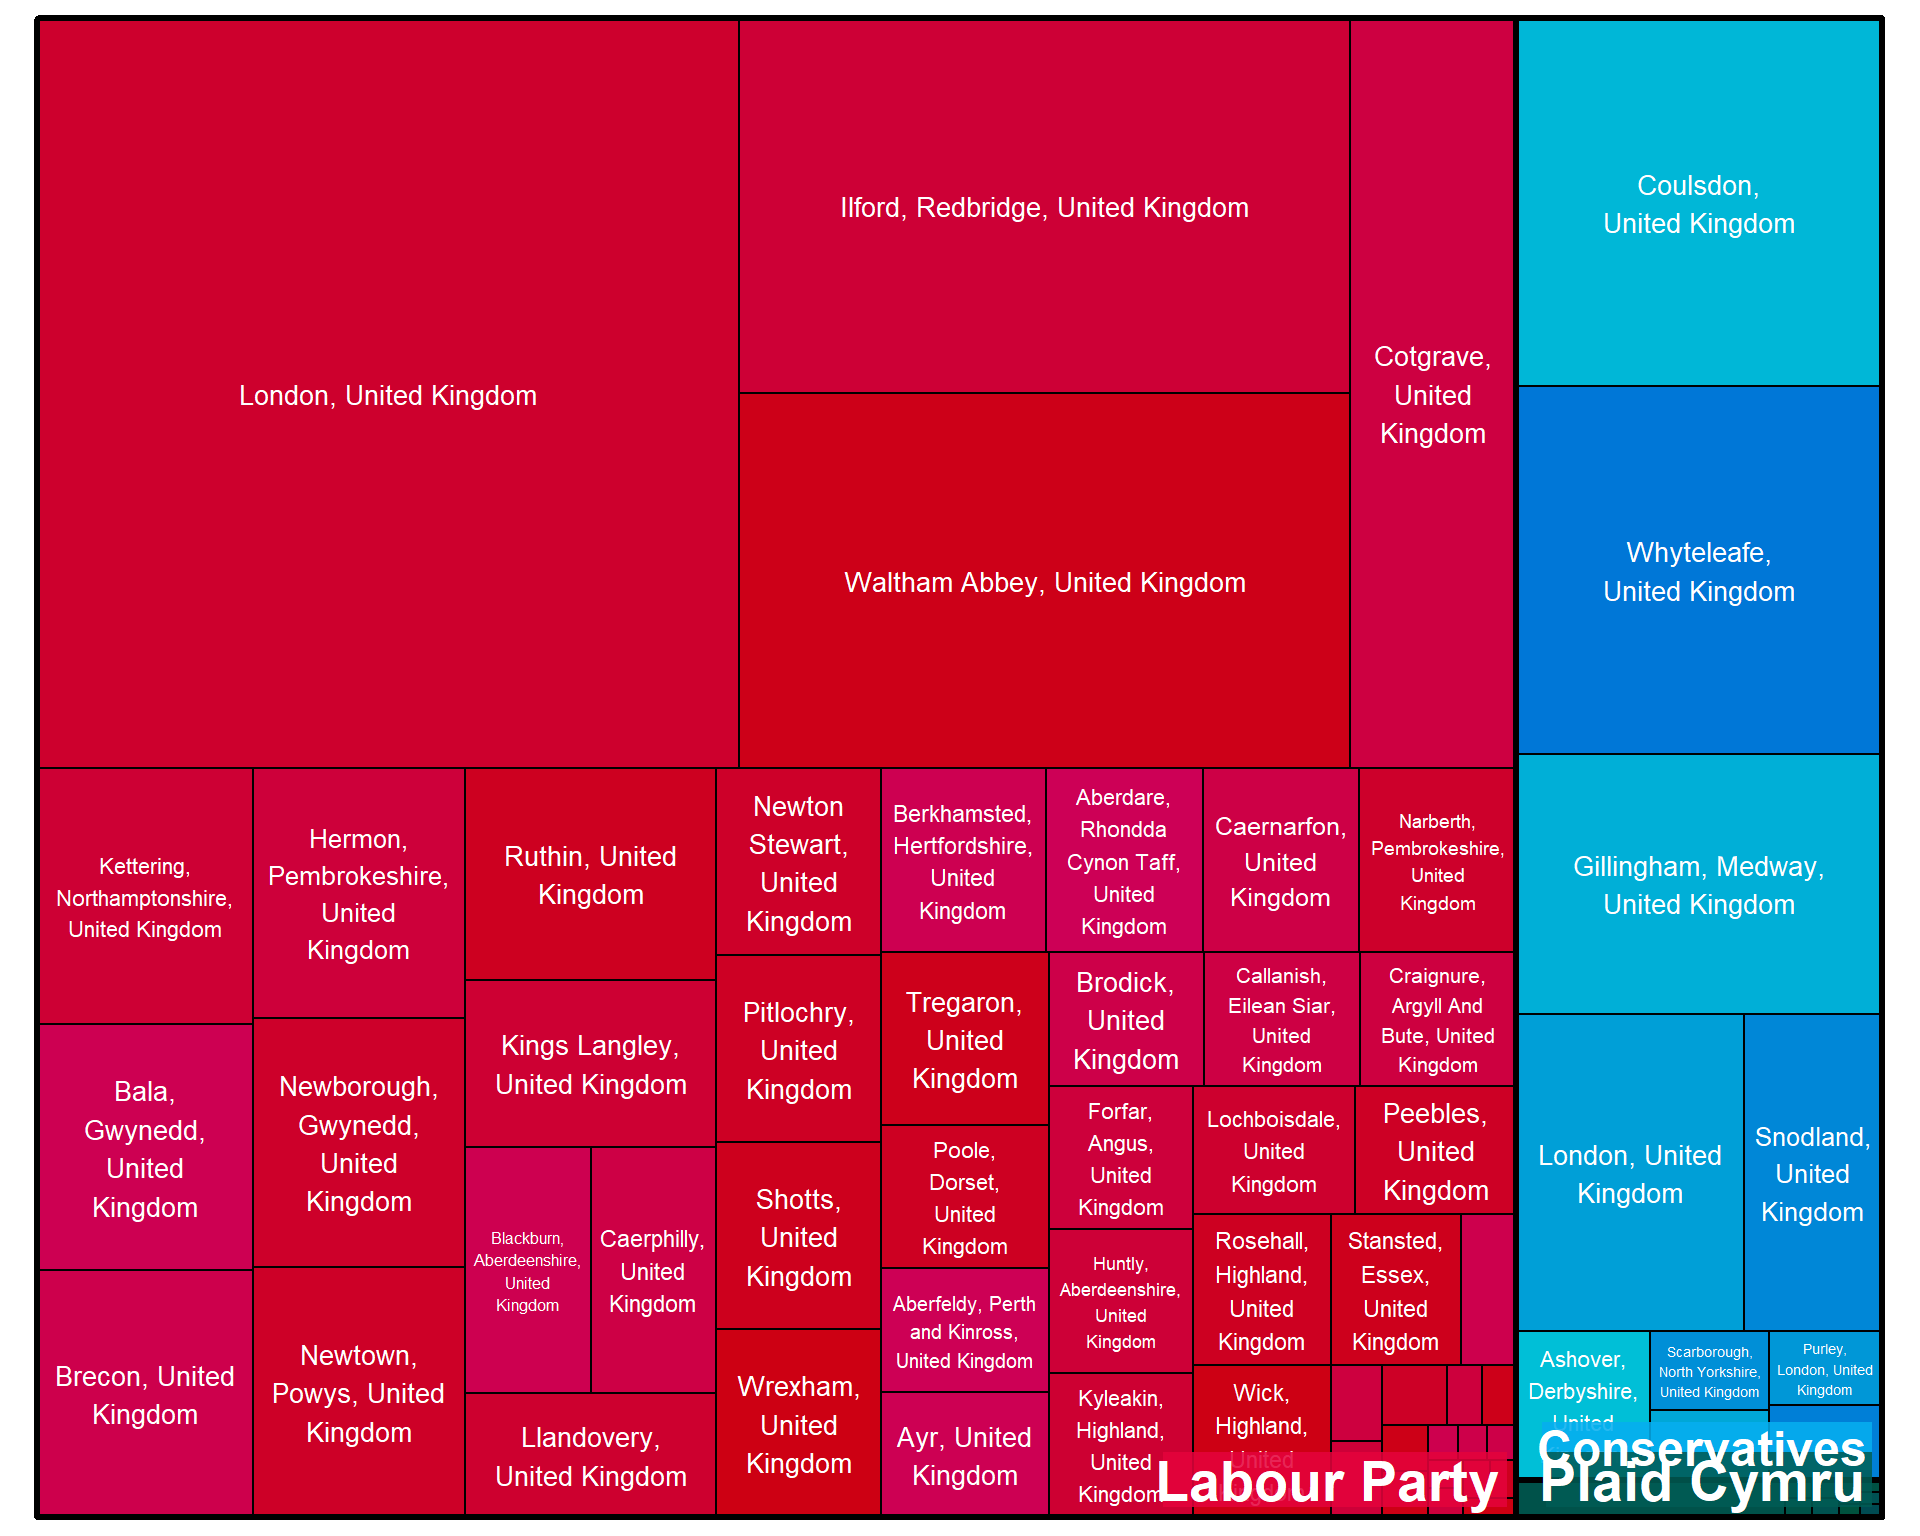 London, United Kingdom
Ilford, Redbridge, United Kingdom
Waltham Abbey, United Kingdom
Cotgrave,
United
Kingdom
Kettering,
Northamptonshire,
United Kingdom
Bala,
Gwynedd,
United
Kingdom
Brecon, United
Kingdom
Hermon,
Pembrokeshire,
United
Kingdom
Newborough,
Gwynedd,
United
Kingdom
Newtown,
Powys, United
Kingdom
Ruthin, United
Kingdom
Kings Langley,
United Kingdom
Blackburn,
Aberdeenshire,
United
Kingdom
Caerphilly,
United
Kingdom
Llandovery,
United Kingdom
Newton
Stewart,
United
Kingdom
Pitlochry,
United
Kingdom
Shotts,
United
Kingdom
Wrexham,
United
Kingdom
Berkhamsted,
Hertfordshire,
United
Kingdom
Aberdare,
Rhondda
Cynon Taff,
United
Kingdom
Caernarfon,
United
Kingdom
Narberth,
Pembrokeshire,
United
Kingdom
Tregaron,
United
Kingdom
Poole,
Dorset,
United
Kingdom
Aberfeldy, Perth
and Kinross,
United Kingdom
Ayr, United
Kingdom
Brodick,
United
Kingdom
Callanish,
Eilean Siar,
United
Kingdom
Craignure,
Argyll And
Bute, United
Kingdom
Forfar,
Angus,
United
Kingdom
Huntly,
Aberdeenshire,
United
Kingdom
Kyleakin,
Highland,
United
Kingdom
Lochboisdale,
United
Kingdom
Peebles,
United
Kingdom
Rosehall,
Highland,
United
Kingdom
Stansted,
Essex,
United
Kingdom
Wick,
Highland,
United
Labour Party
Coulsdon,
United Kingdom
Whyteleafe,
United Kingdom
Gillingham, Medway,
United Kingdom
London, United
Kingdom
Snodland,
United
Kingdom
Ashover,
Derbyshire,
United
Scarborough,
North Yorkshire,
United Kingdom
Purley,
London, United
Kingdom
Conservatives
Plaid Cymru